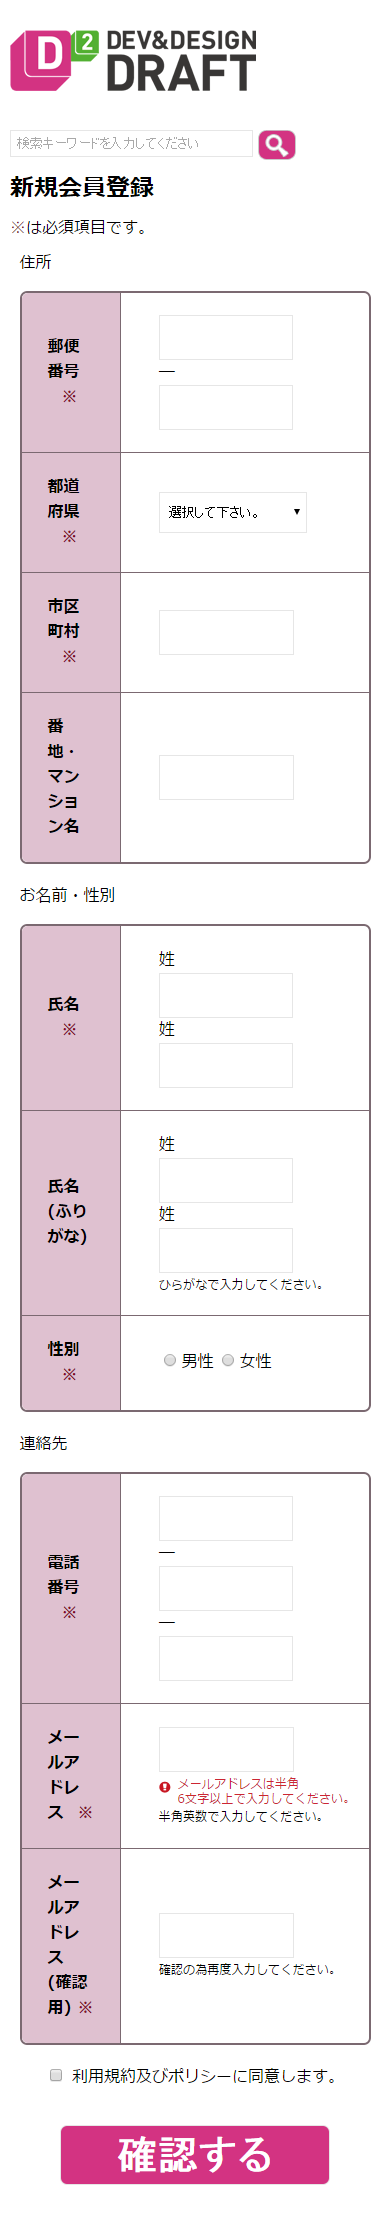 D2 DEV&DESIGN
DRAFT
検索キーワードを入力してください
新規会員登録
※は必須項目です。
住所
郵便
番号
※
―
都道
府県
※
選択して下さい。
市区
町村
※
番
地・
マン
ショ
ン名
お名前・性別
氏名
※
姓
姓
氏名
(ふり
がな)
姓
姓
ひらがなで入力してください。
性別
※
男性 女性
連絡先
電話
番号
※
―
―
メー
ルア
ドレ
ス ※
メールアドレスは半角
6文字以上で入力してください。
半角英数で入力してください。
メー
ルア
ドレ
ス
(確認
用) ※
確認の為再度入力してください。
利用規約及びポリシーに同意します。
確認する